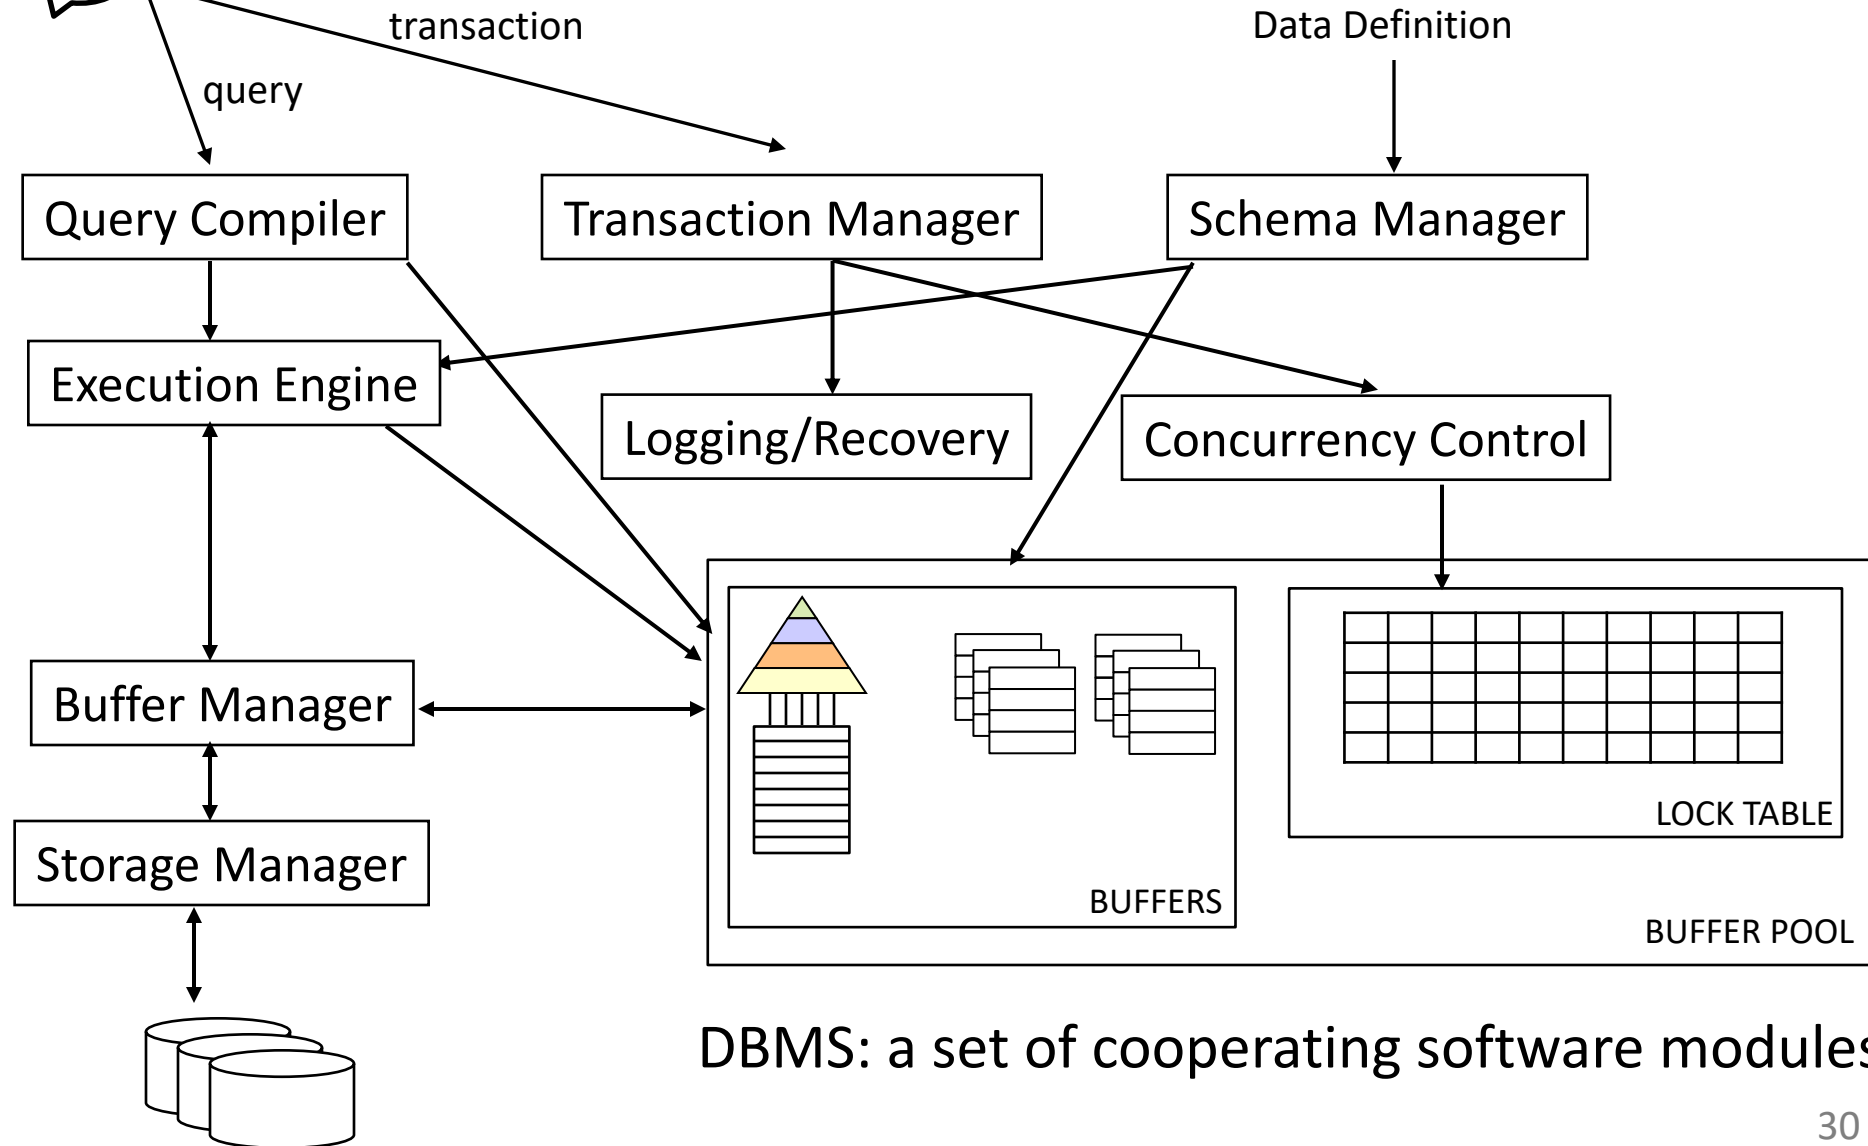 transaction
Data Definition
query
Query Compiler
Transaction Manager
Schema Manager
Execution Engine
Logging/Recovery
Concurrency Control
Buffer Manager
LOCK TABLE
Storage Manager
BUFFERS
BUFFER POOL
DBMS: a set of cooperating software modules
30